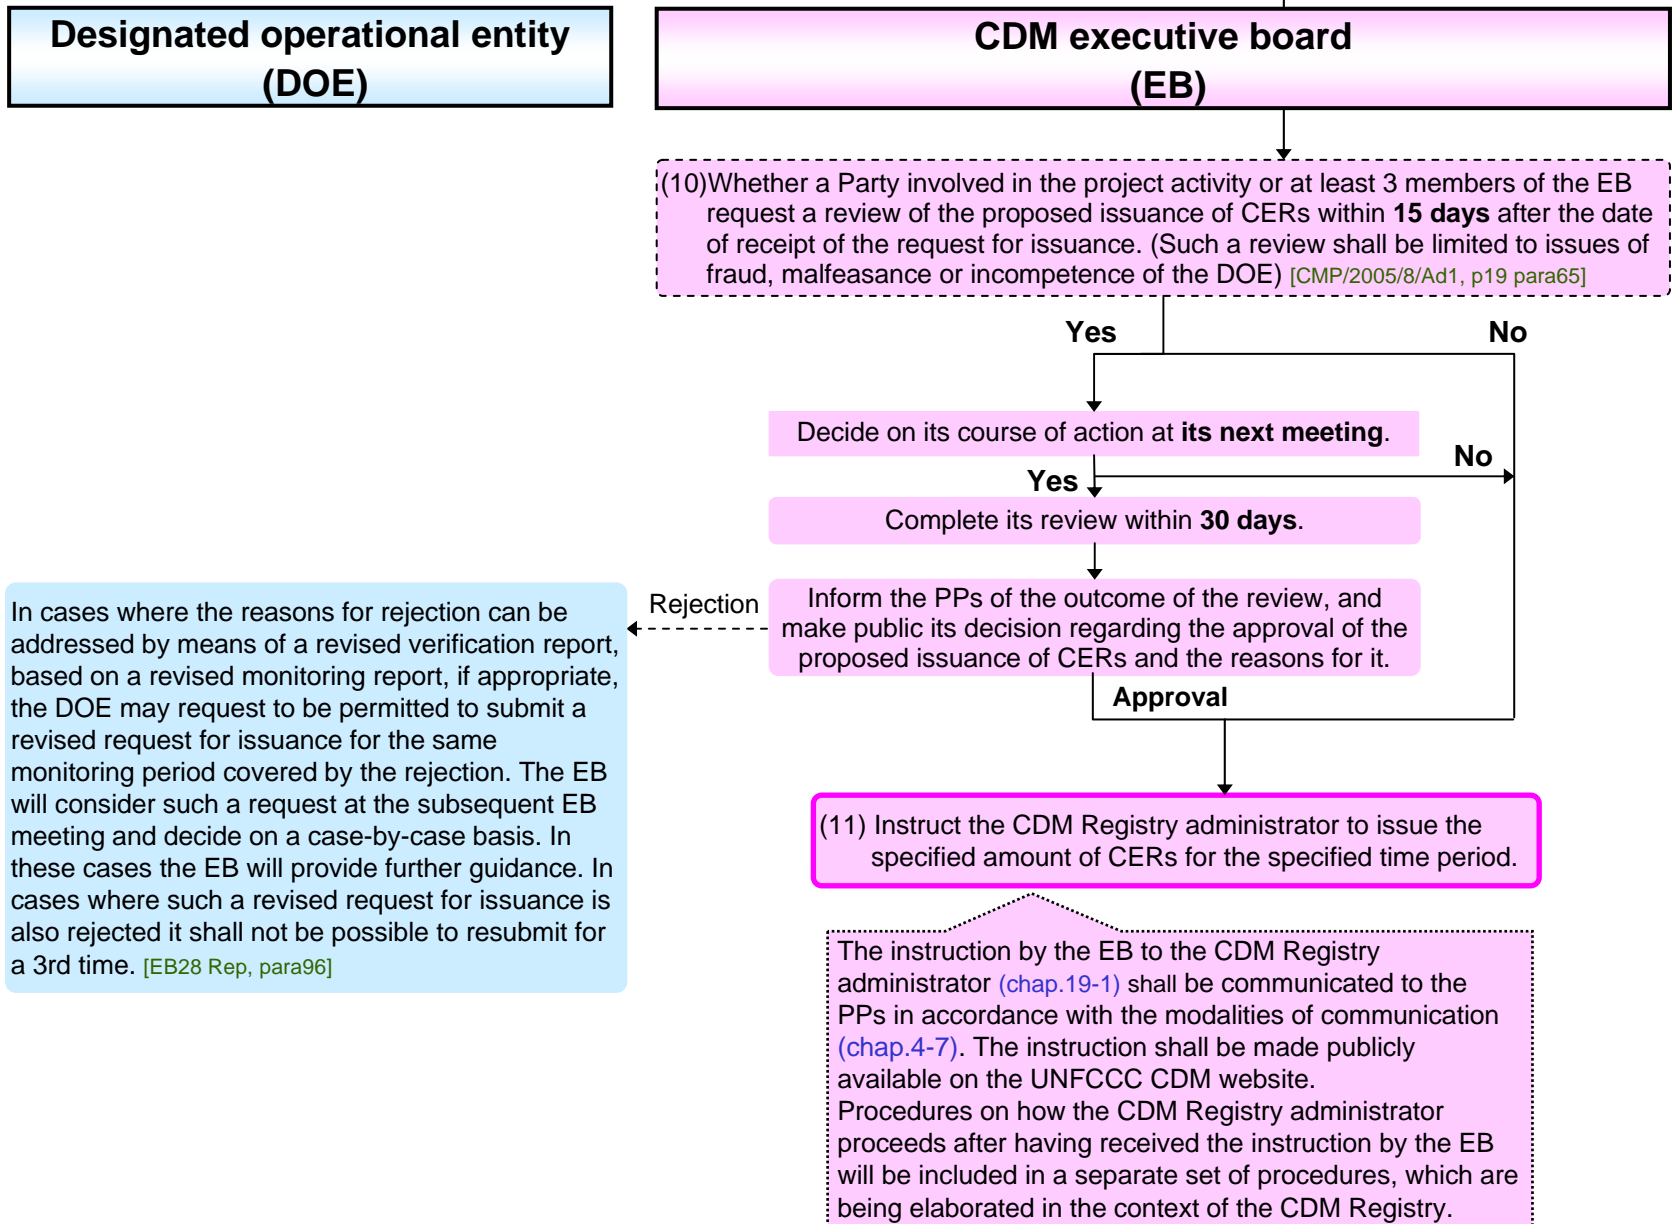 Designated operational entity
(DOE)
CDM executive board
(EB)
(10)Whether a Party involved in the project activity or at least 3 members of the EB
request a review of the proposed issuance of CERs within 15 days after the date
of receipt of the request for issuance. (Such a review shall be limited to issues of
fraud, malfeasance or incompetence of the DOE) [CMP/2005/8/Ad1, p19 para65]
Yes
No
Decide on its course of action at its next meeting.
No
Yes
Complete its review within 30 days.
Inform the PPs of the outcome of the review, and
make public its decision regarding the approval of the
proposed issuance of CERs and the reasons for it.
Rejection
In cases where the reasons for rejection can be
addressed by means of a revised verification report,
based on a revised monitoring report, if appropriate,
the DOE may request to be permitted to submit a
revised request for issuance for the same
monitoring period covered by the rejection. The EB
will consider such a request at the subsequent EB
meeting and decide on a case-by-case basis. In
these cases the EB will provide further guidance. In
cases where such a revised request for issuance is
also rejected it shall not be possible to resubmit for
a 3rd time. [EB28 Rep, para96]
Approval
(11) Instruct the CDM Registry administrator to issue the
specified amount of CERs for the specified time period.
The instruction by the EB to the CDM Registry
administrator (chap.19-1) shall be communicated to the
PPs in accordance with the modalities of communication
(chap.4-7). The instruction shall be made publicly
available on the UNFCCC CDM website.
Procedures on how the CDM Registry administrator
proceeds after having received the instruction by the EB
will be included in a separate set of procedures, which are
being elaborated in the context of the CDM Registry.